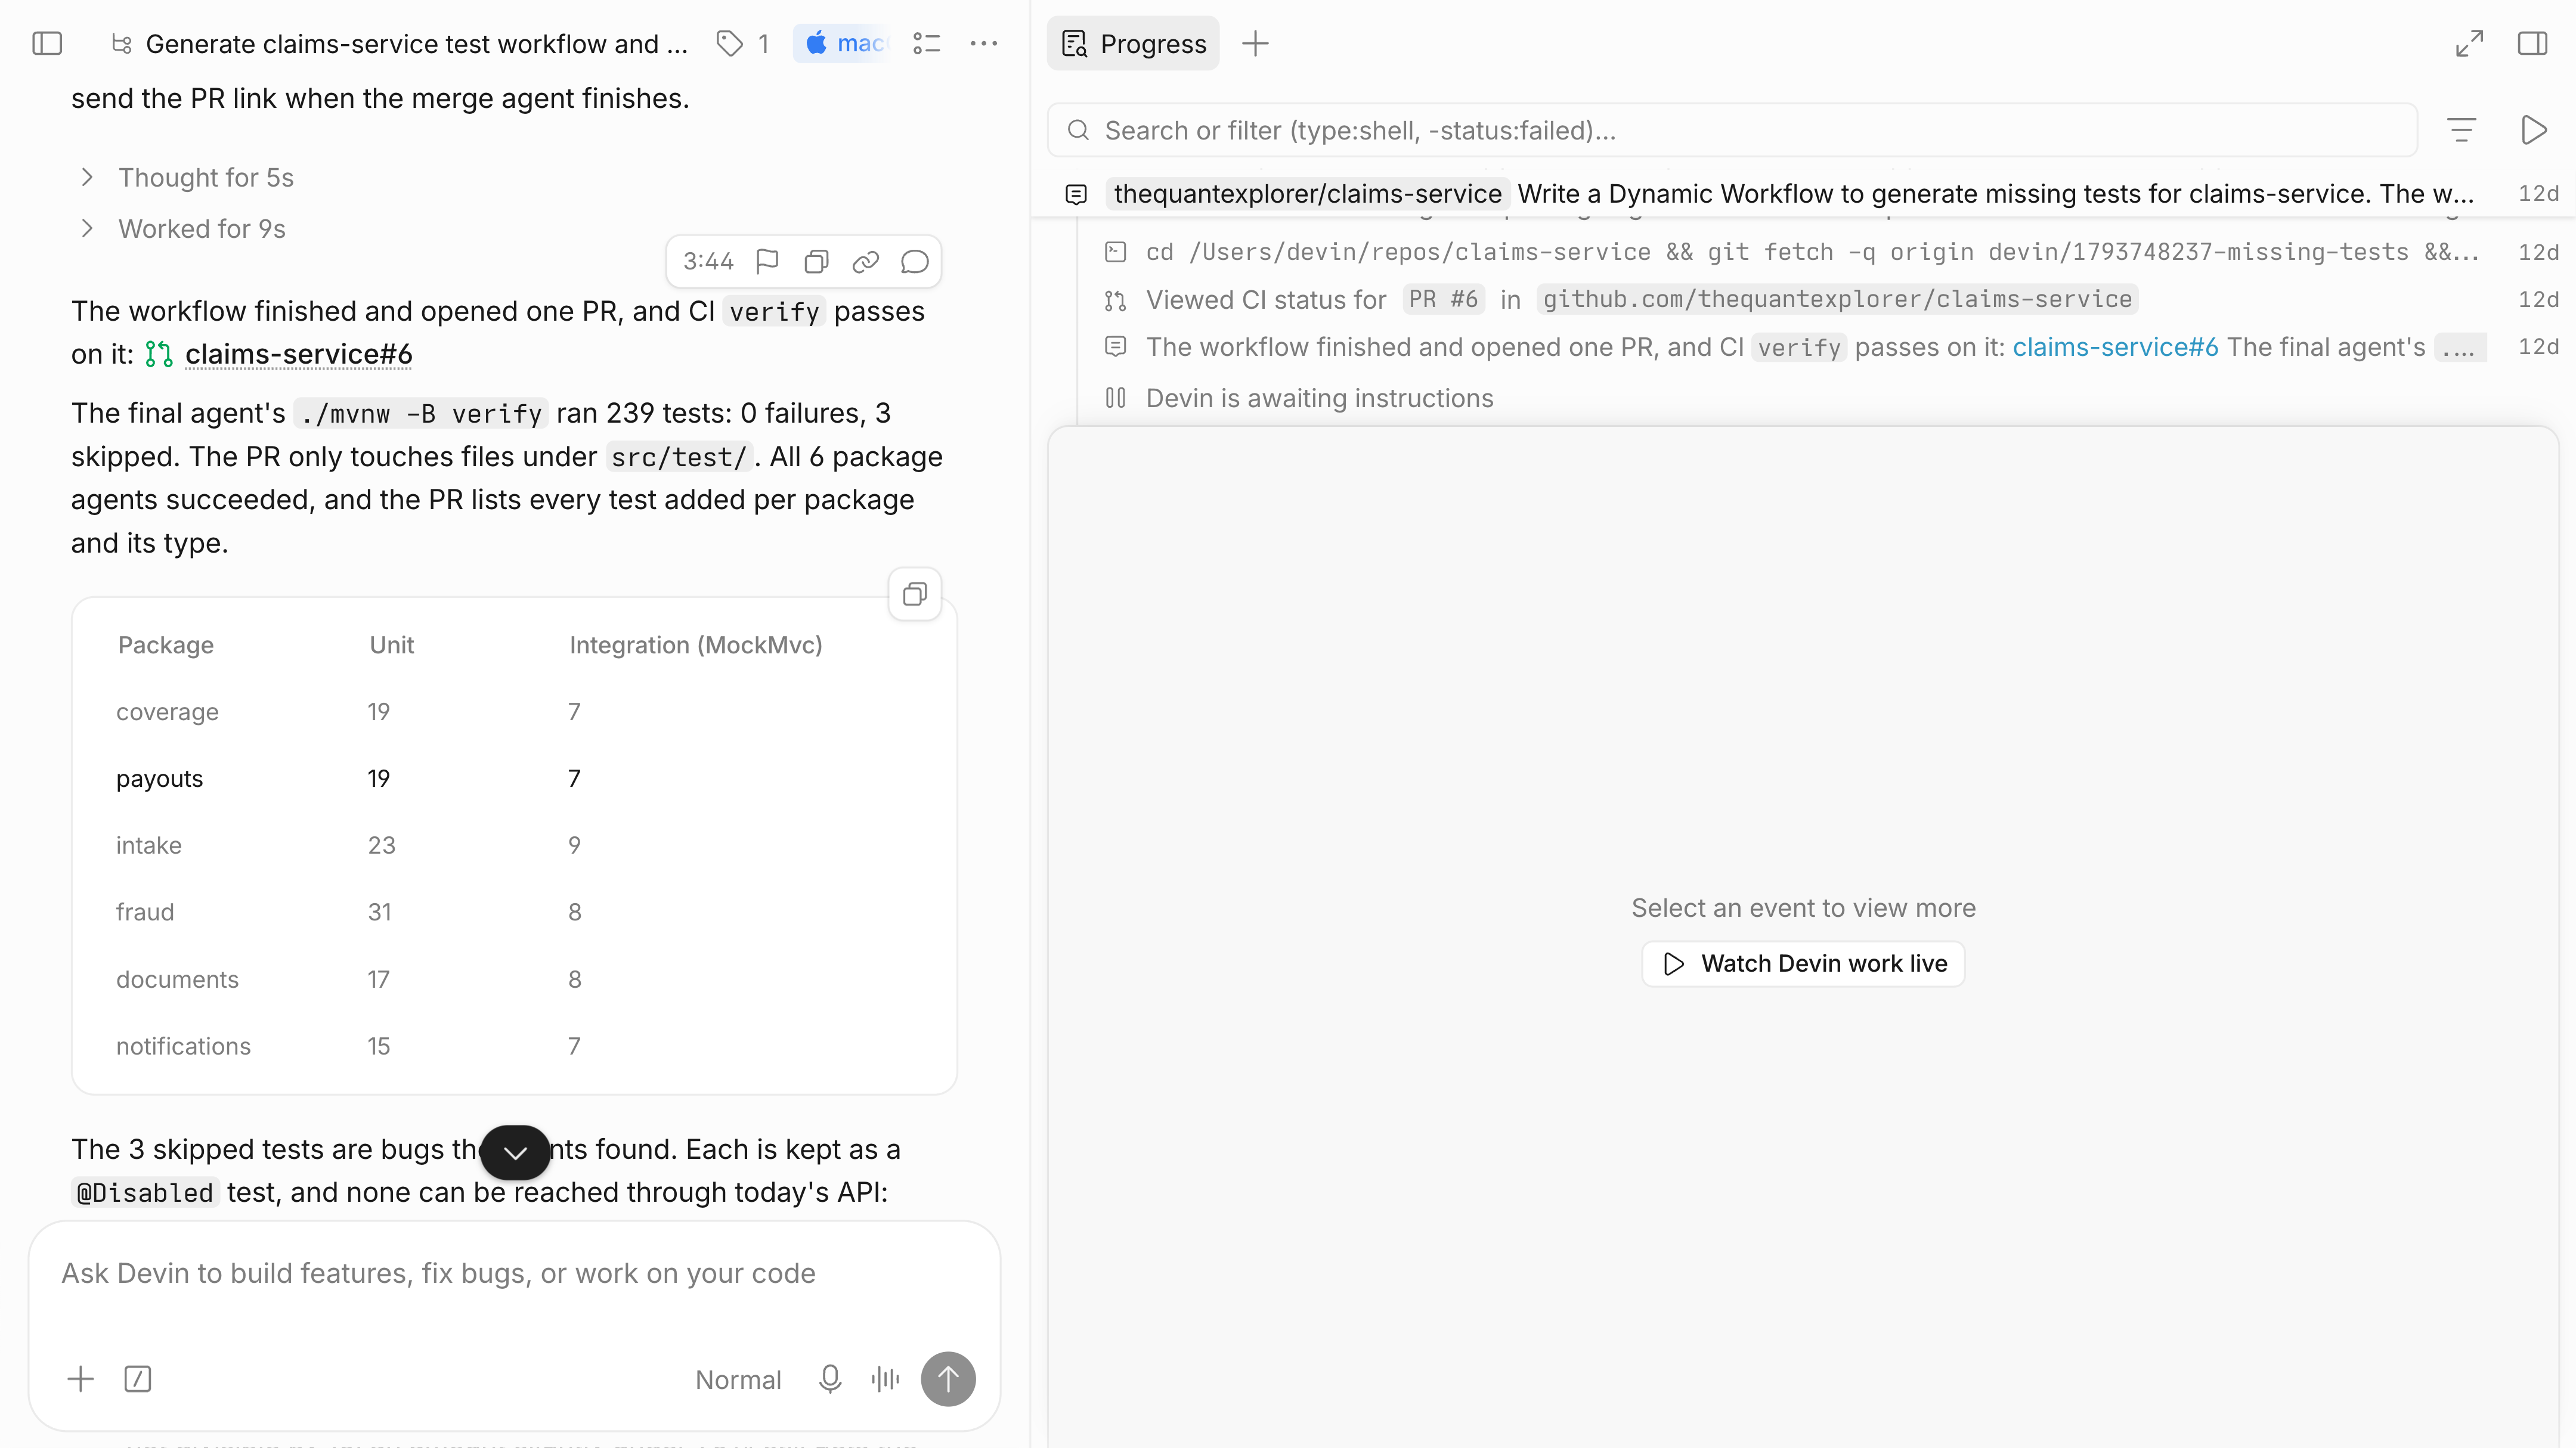 Generate claims-service test workflow and ... 1 mac
send the PR link when the merge agent finishes.
Thought for 5s
Worked for 9s
3:44
The workflow finished and opened one PR, and CI verify passes
on it: claims-service#6
The final agent's ./mvnw -B verify ran 239 tests: 0 failures, 3
skipped. The PR only touches files under src/test/. All 6 package
agents succeeded, and the PR lists every test added per package
and its type.
Package Unit Integration (MockMvc)
coverage 19 7
payouts 19 7
intake 23 9
fraud 31 8
documents 17 8
notifications 15 7
The 3 skipped tests are bugs found. Each is kept as a
@Disabled test, and none can be reached through today's API:
Ask Devin to build features, fix bugs, or work on your code
Normal
Progress
Search or filter (type:shell, -status:failed)...
thequantexplorer/claims-service Write a Dynamic Workflow to generate missing tests for claims-service. The w... 12d
cd /Users/devin/repos/claims-service && git fetch -q origin devin/1793748237-missing-tests &&... 12d
Viewed CI status for PR #6 in github.com/thequantexplorer/claims-service 12d
The workflow finished and opened one PR, and CI verify passes on it: claims-service#6 The final agent's .... 12d
Devin is awaiting instructions
Select an event to view more
Watch Devin work live